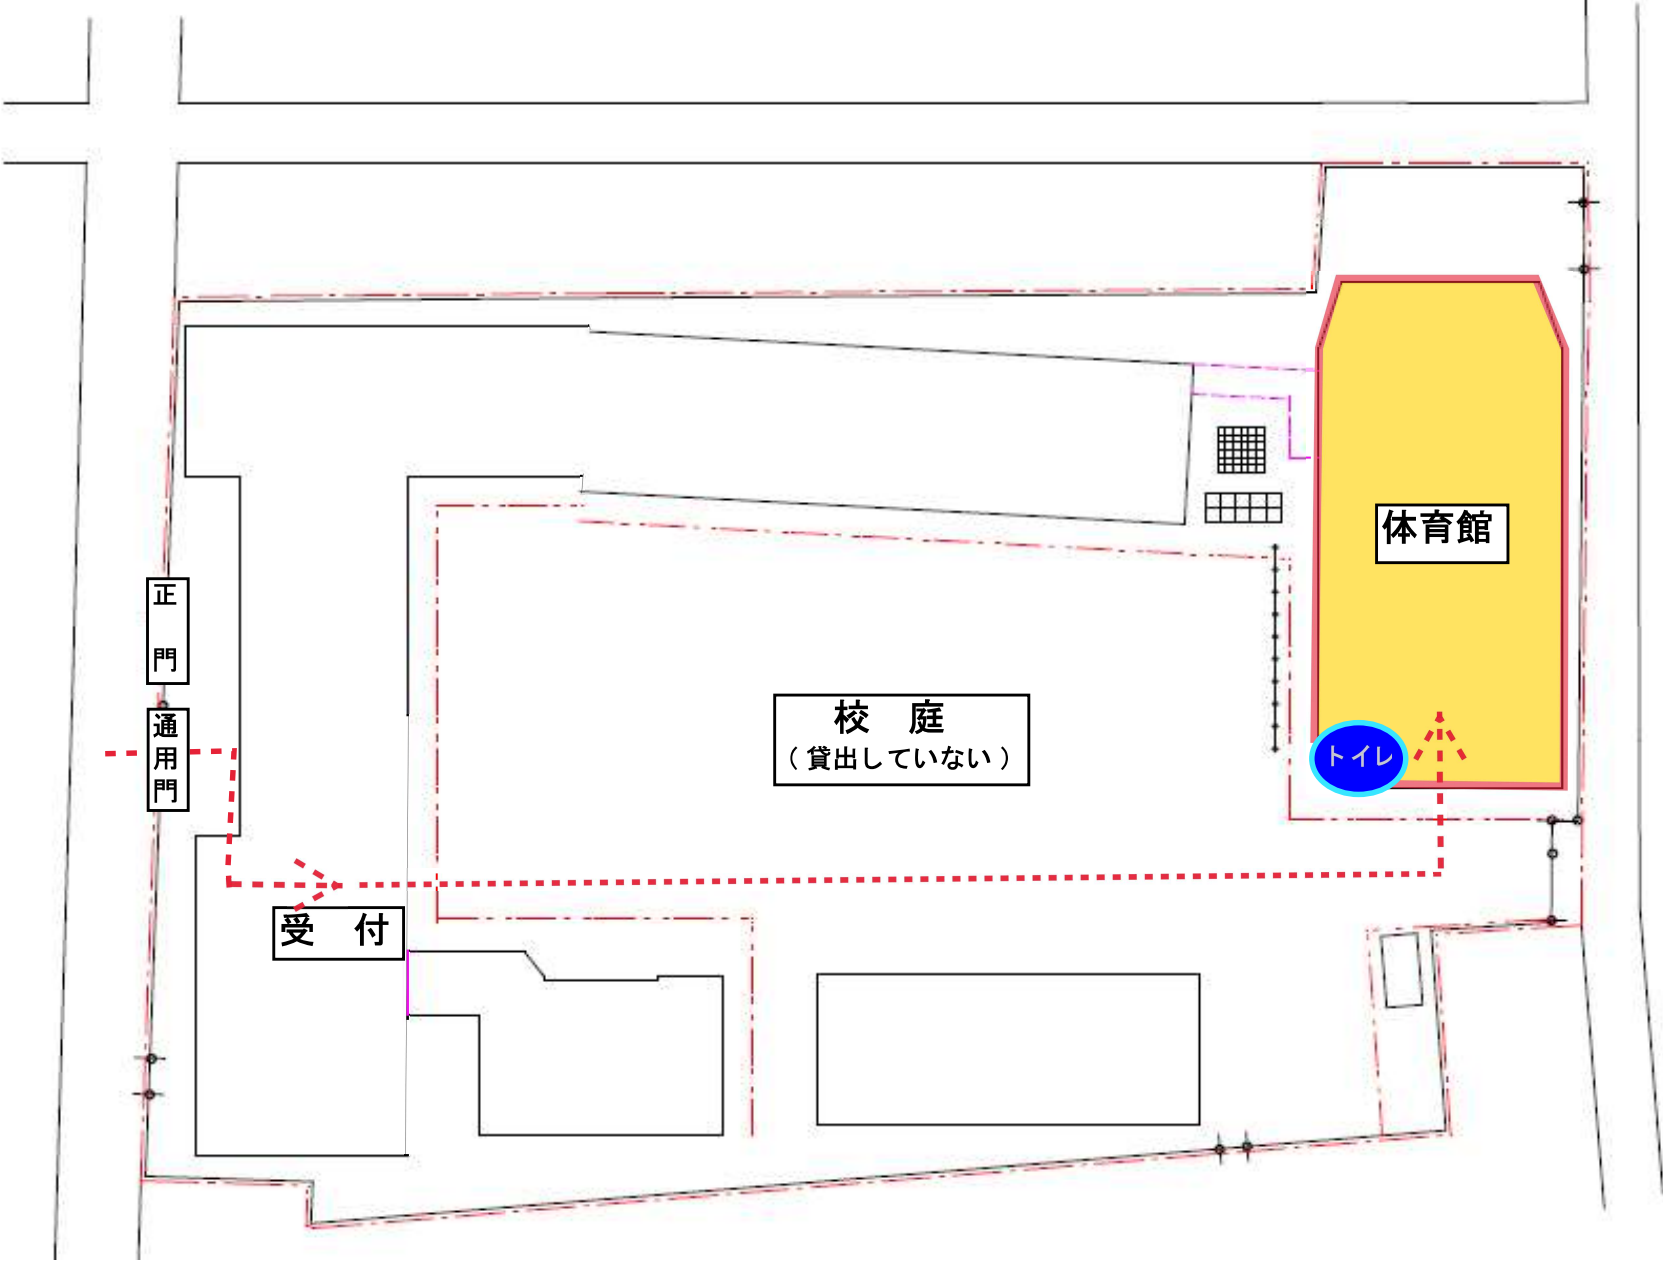 体育館
正門
通用門
校庭
（貸出していない）
トイレ
受付